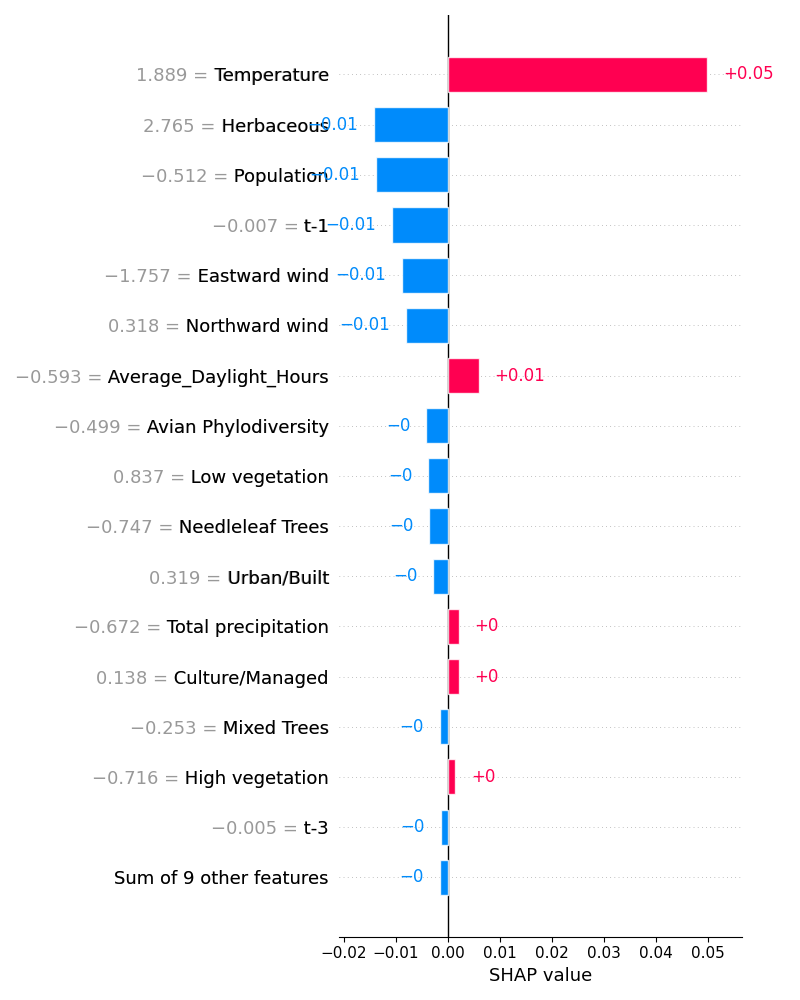 1.889 = Temperature +0.05
2.765 = Herbaceous −0.01
−0.512 = Population −0.01
−0.007 = t-1 −0.01
−1.757 = Eastward wind −0.01
0.318 = Northward wind −0.01
−0.593 = Average_Daylight_Hours +0.01
−0.499 = Avian Phylodiversity −0
0.837 = Low vegetation −0
−0.747 = Needleleaf Trees −0
0.319 = Urban/Built −0
−0.672 = Total precipitation +0
0.138 = Culture/Managed +0
−0.253 = Mixed Trees −0
−0.716 = High vegetation +0
−0.005 = t-3 −0
Sum of 9 other features −0
−0.02 −0.01 0.00 0.01 0.02 0.03 0.04 0.05
SHAP value